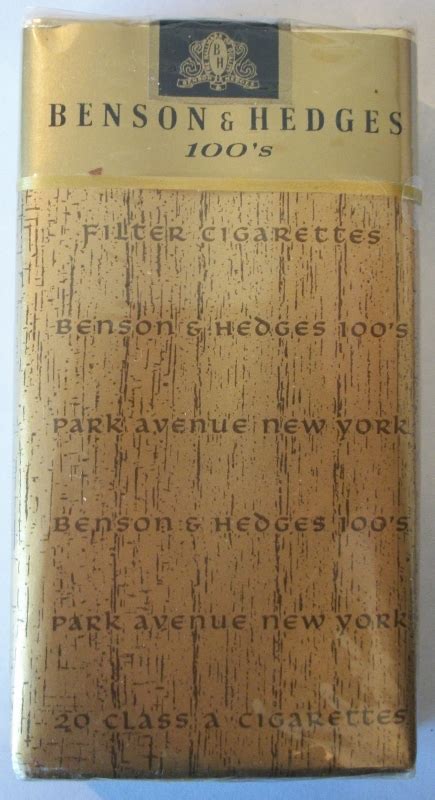 B
H
BENSON & HEDGES
100's
FILTER CIGARETTES
BENSON & HEDGES 100's
PARK AVENUE NEW YORK
BENSON & HEDGES 100's
PARK AVENUE NEW YORK
20 CLASS A CIGARETTES